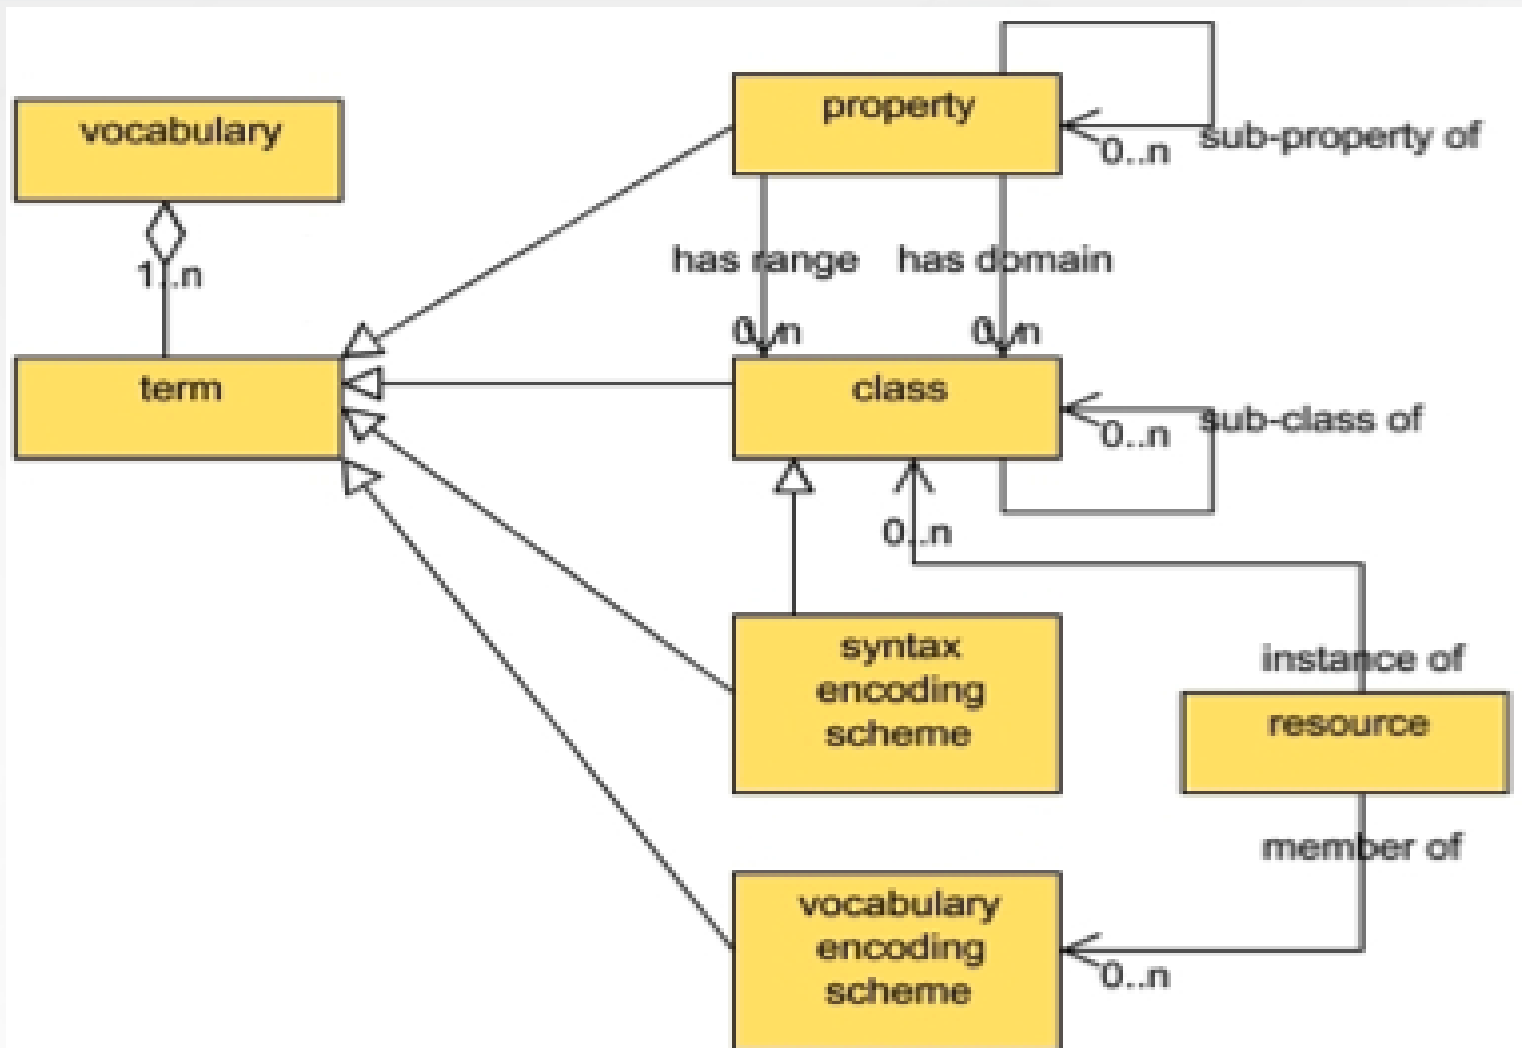 property
vocabulary
0..n
sub-property of
has range
has domain
1..n
0..n
0..n
term
class
0..n
sub-class of
0..n
syntax
encoding
scheme
instance of
resource
member of
vocabulary
encoding
scheme
0..n